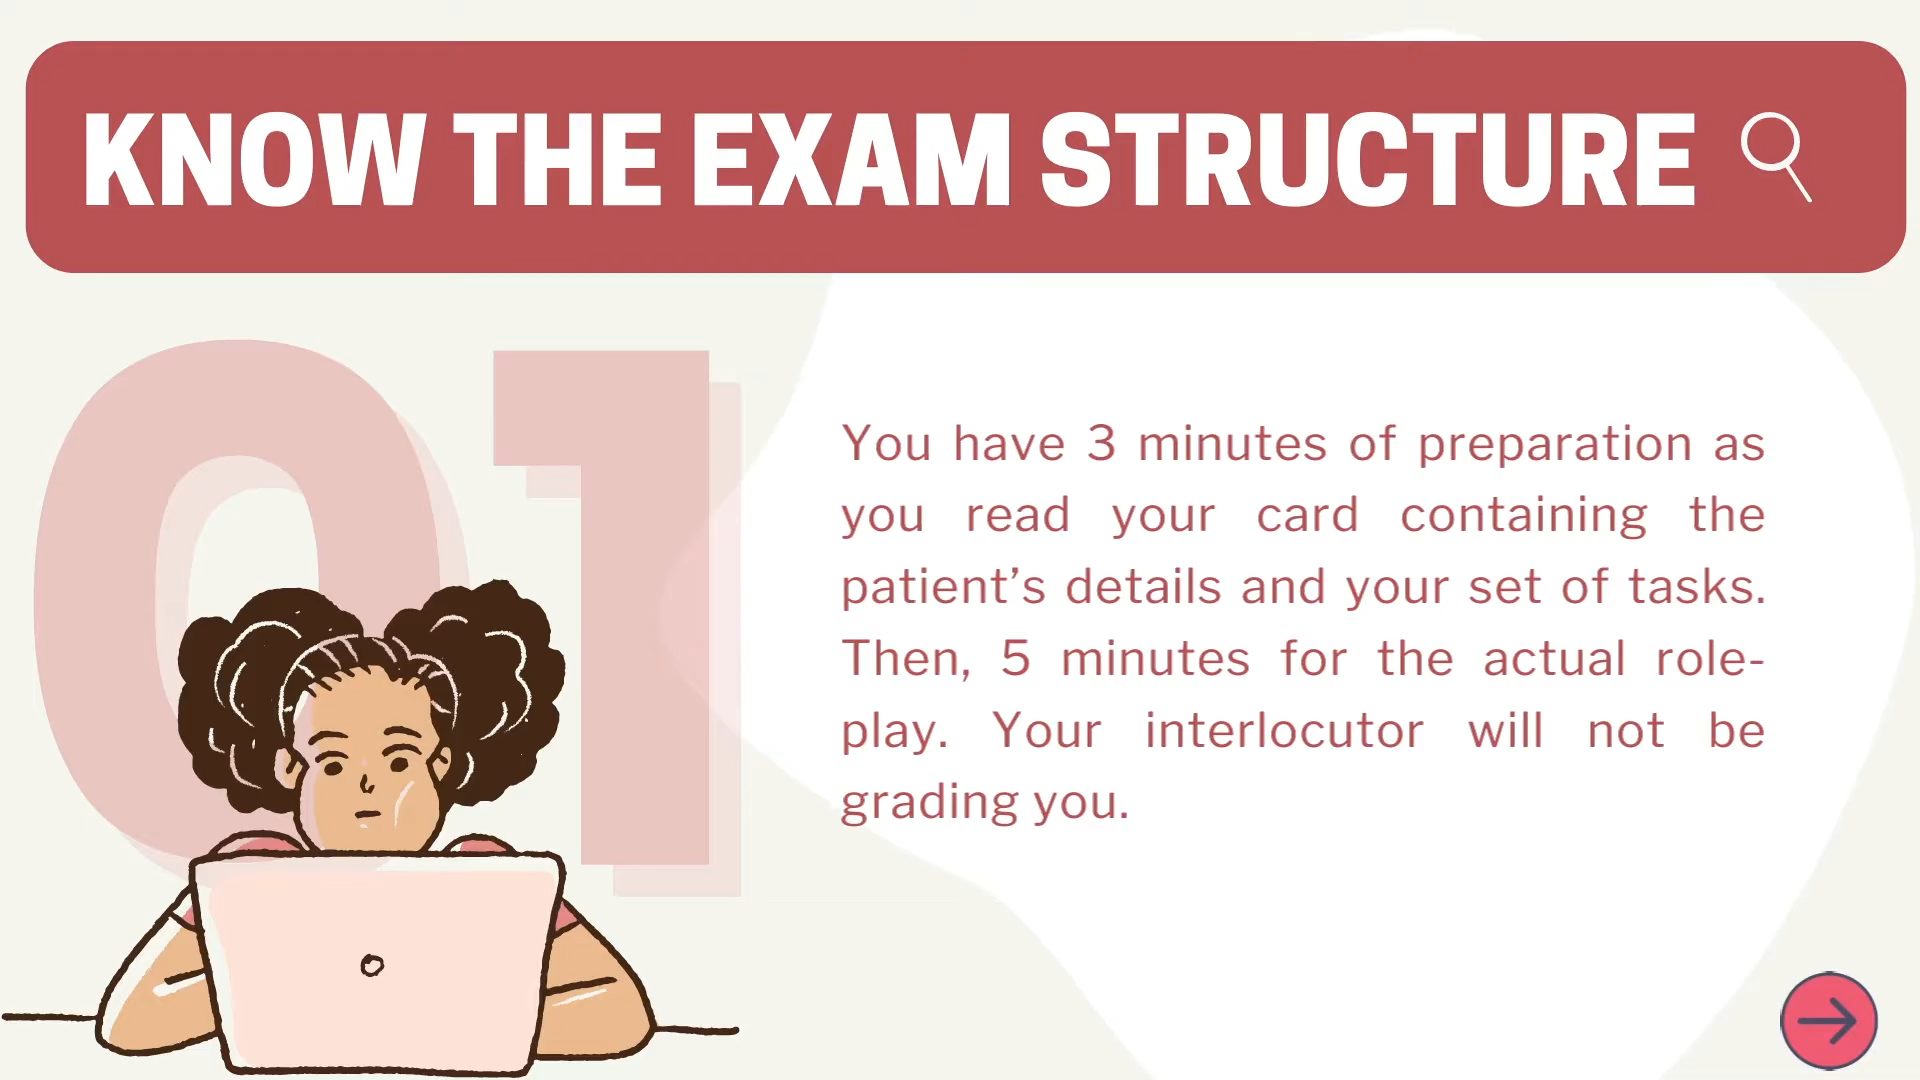 KNOW THE EXAM STRUCTURE
01
You have 3 minutes of preparation as
you read your card containing the
patient’s details and your set of tasks.
Then, 5 minutes for the actual role-
play. Your interlocutor will not be
grading you.